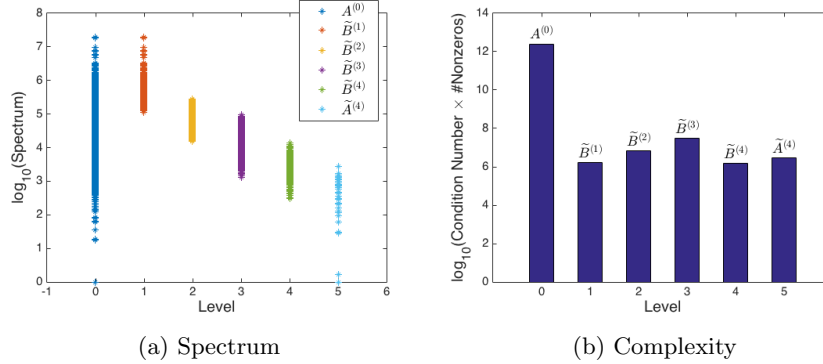 8
7
6
5
4
3
2
1
0
log₁₀(Spectrum)
-1 0 1 2 3 4 5 6
Level
A⁽⁰⁾
B̃⁽¹⁾
B̃⁽²⁾
B̃⁽³⁾
B̃⁽⁴⁾
Ã⁽⁴⁾
(a) Spectrum
14
12
10
8
6
4
2
0
log₁₀(Condition Number × #Nonzeros)
A⁽⁰⁾
B̃⁽¹⁾
B̃⁽²⁾
B̃⁽³⁾
B̃⁽⁴⁾
Ã⁽⁴⁾
0 1 2 3 4 5
Level
(b) Complexity